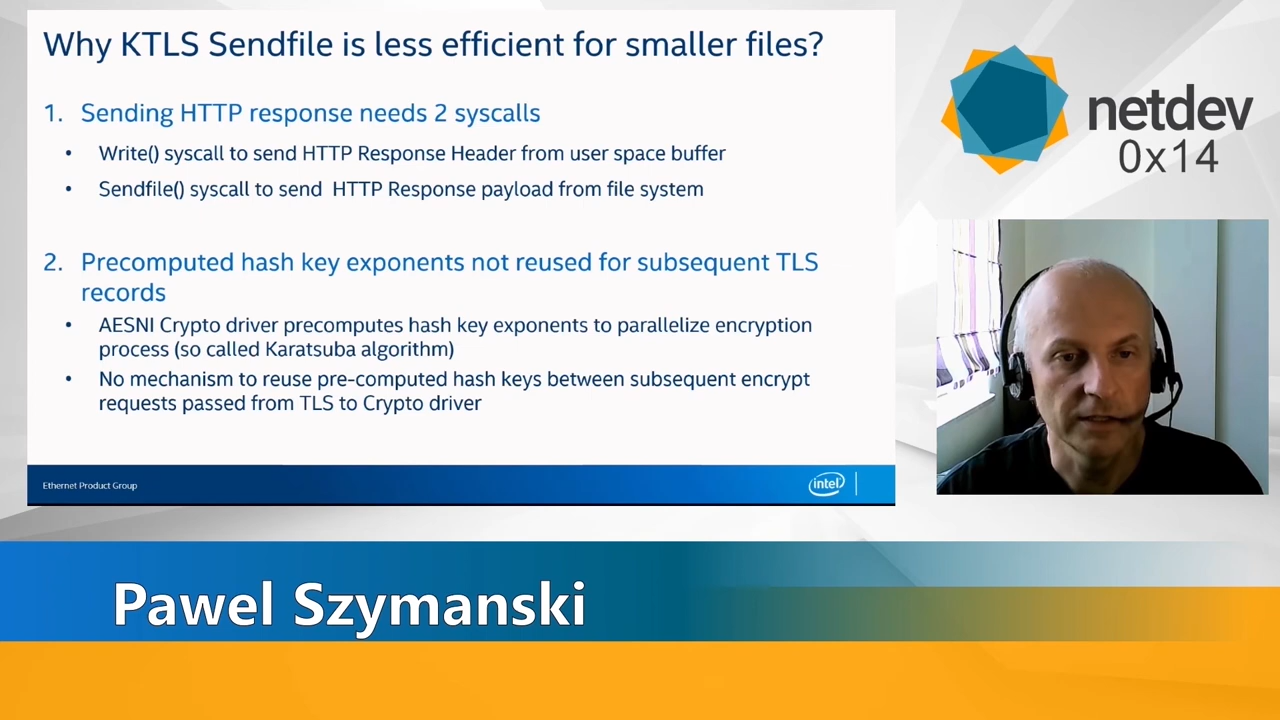 Why KTLS Sendfile is less efficient for smaller files?
1. Sending HTTP response needs 2 syscalls
• Write() syscall to send HTTP Response Header from user space buffer
• Sendfile() syscall to send HTTP Response payload from file system
2. Precomputed hash key exponents not reused for subsequent TLS
records
• AESNI Crypto driver precomputes hash key exponents to parallelize encryption
process (so called Karatsuba algorithm)
• No mechanism to reuse pre-computed hash keys between subsequent encrypt
requests passed from TLS to Crypto driver
Ethernet Product Group
intel
netdev
0x14
Pawel Szymanski